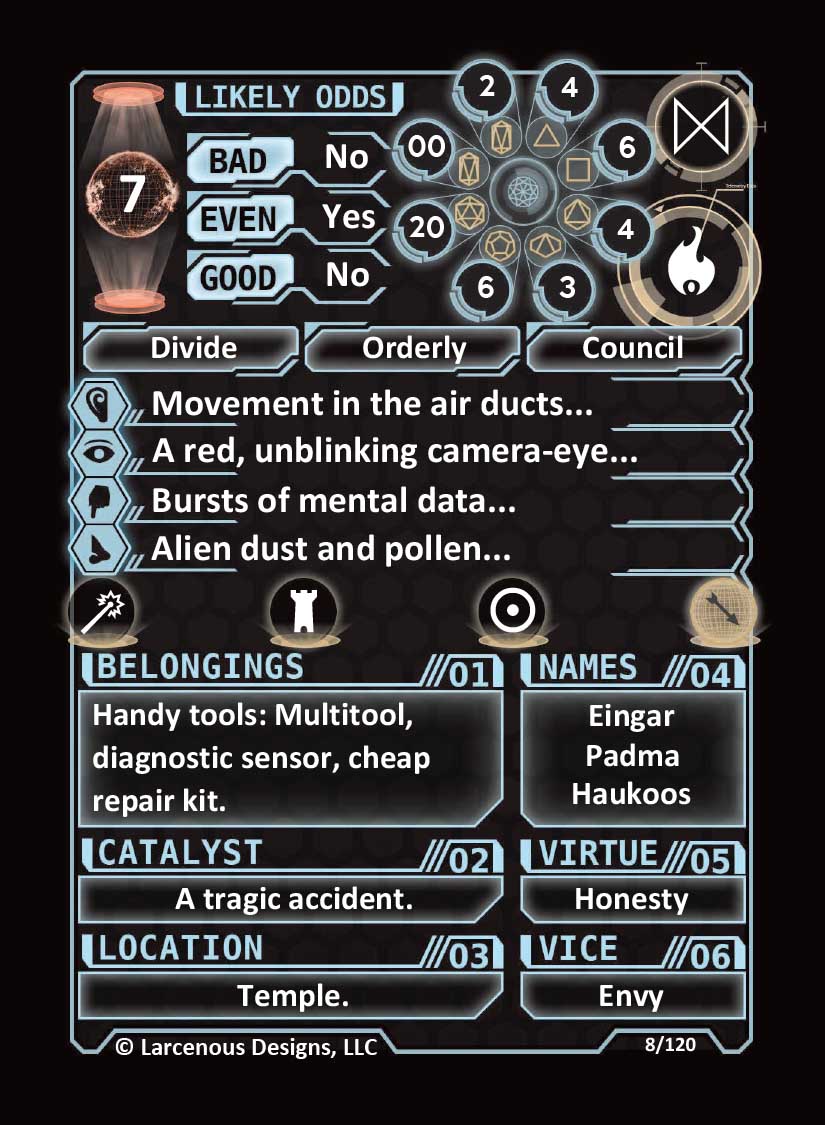 LIKELY ODDS
7
BAD No
EVEN Yes
GOOD No
2
4
00
6
20
4
6
3
Divide
Orderly
Council
Movement in the air ducts...
A red, unblinking camera-eye...
Bursts of mental data...
Alien dust and pollen...
BELONGINGS ///01
Handy tools: Multitool,
diagnostic sensor, cheap
repair kit.
NAMES ///04
Eingar
Padma
Haukoos
CATALYST ///02
A tragic accident.
VIRTUE ///05
Honesty
LOCATION ///03
Temple.
VICE ///06
Envy
© Larcenous Designs, LLC
8/120